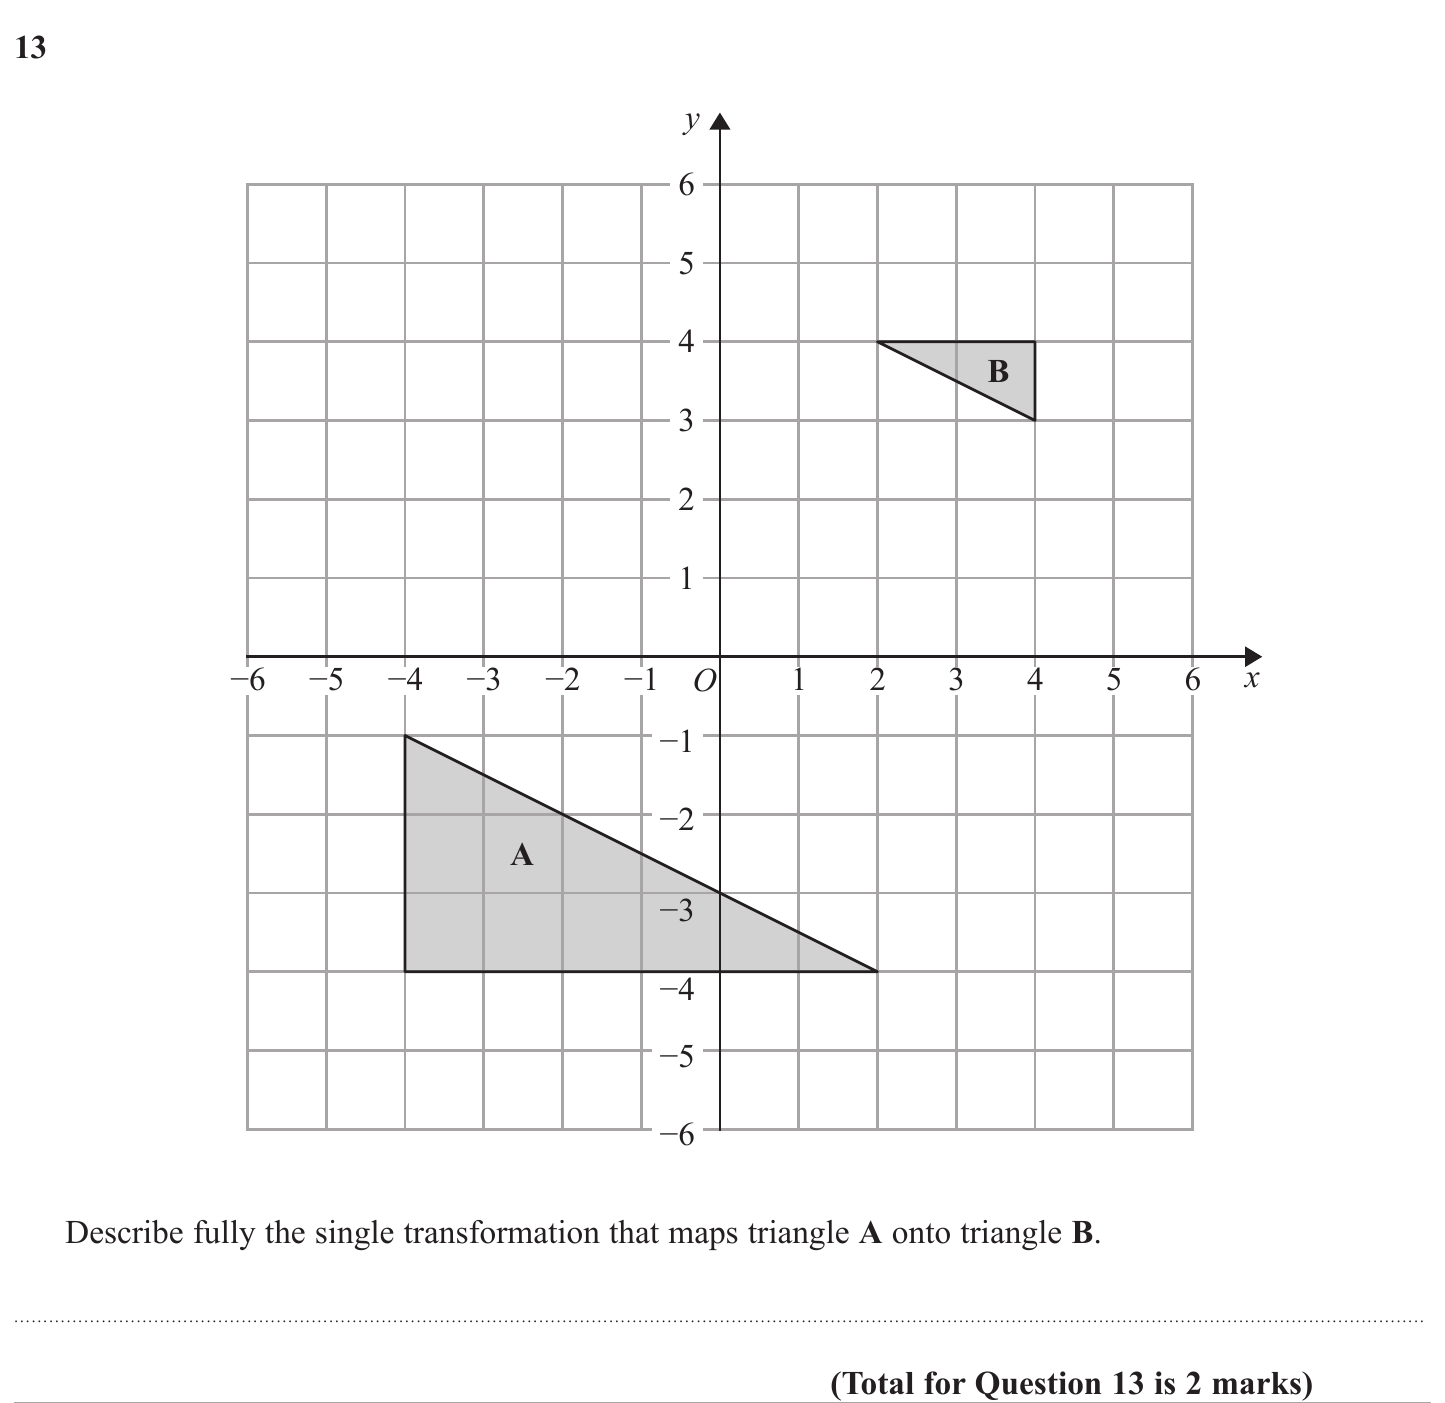 13
y
6
5
4
B
3
2
1
−6 −5 −4 −3 −2 −1 O 1 2 3 4 5 6 x
−1
−2
A
−3
−4
−5
−6
Describe fully the single transformation that maps triangle A onto triangle B.
(Total for Question 13 is 2 marks)